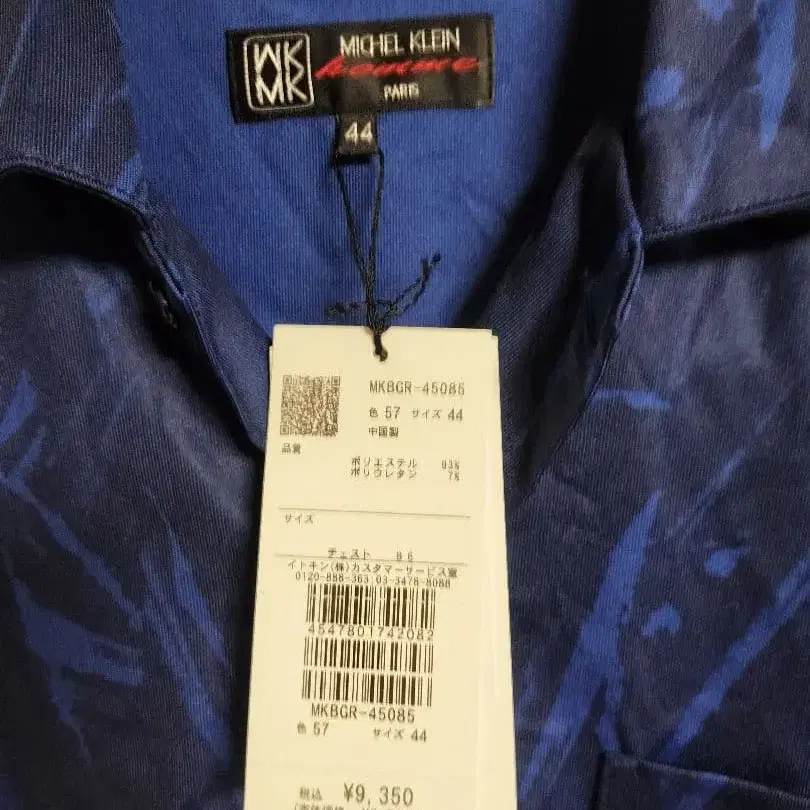 MK
MK
MICHEL KLEIN
homme
PARIS
44
MKBGR-45085
色 57 サイズ 44
中国製
品質
ポリエステル 93%
ポリウレタン 7%
サイズ
チェスト 86
イトキン(株)カスタマーサービス室
0120-888-363 03-3478-8088
4547801742082
MKBGR-45085
色 57 サイズ 44
税込 ¥9,350